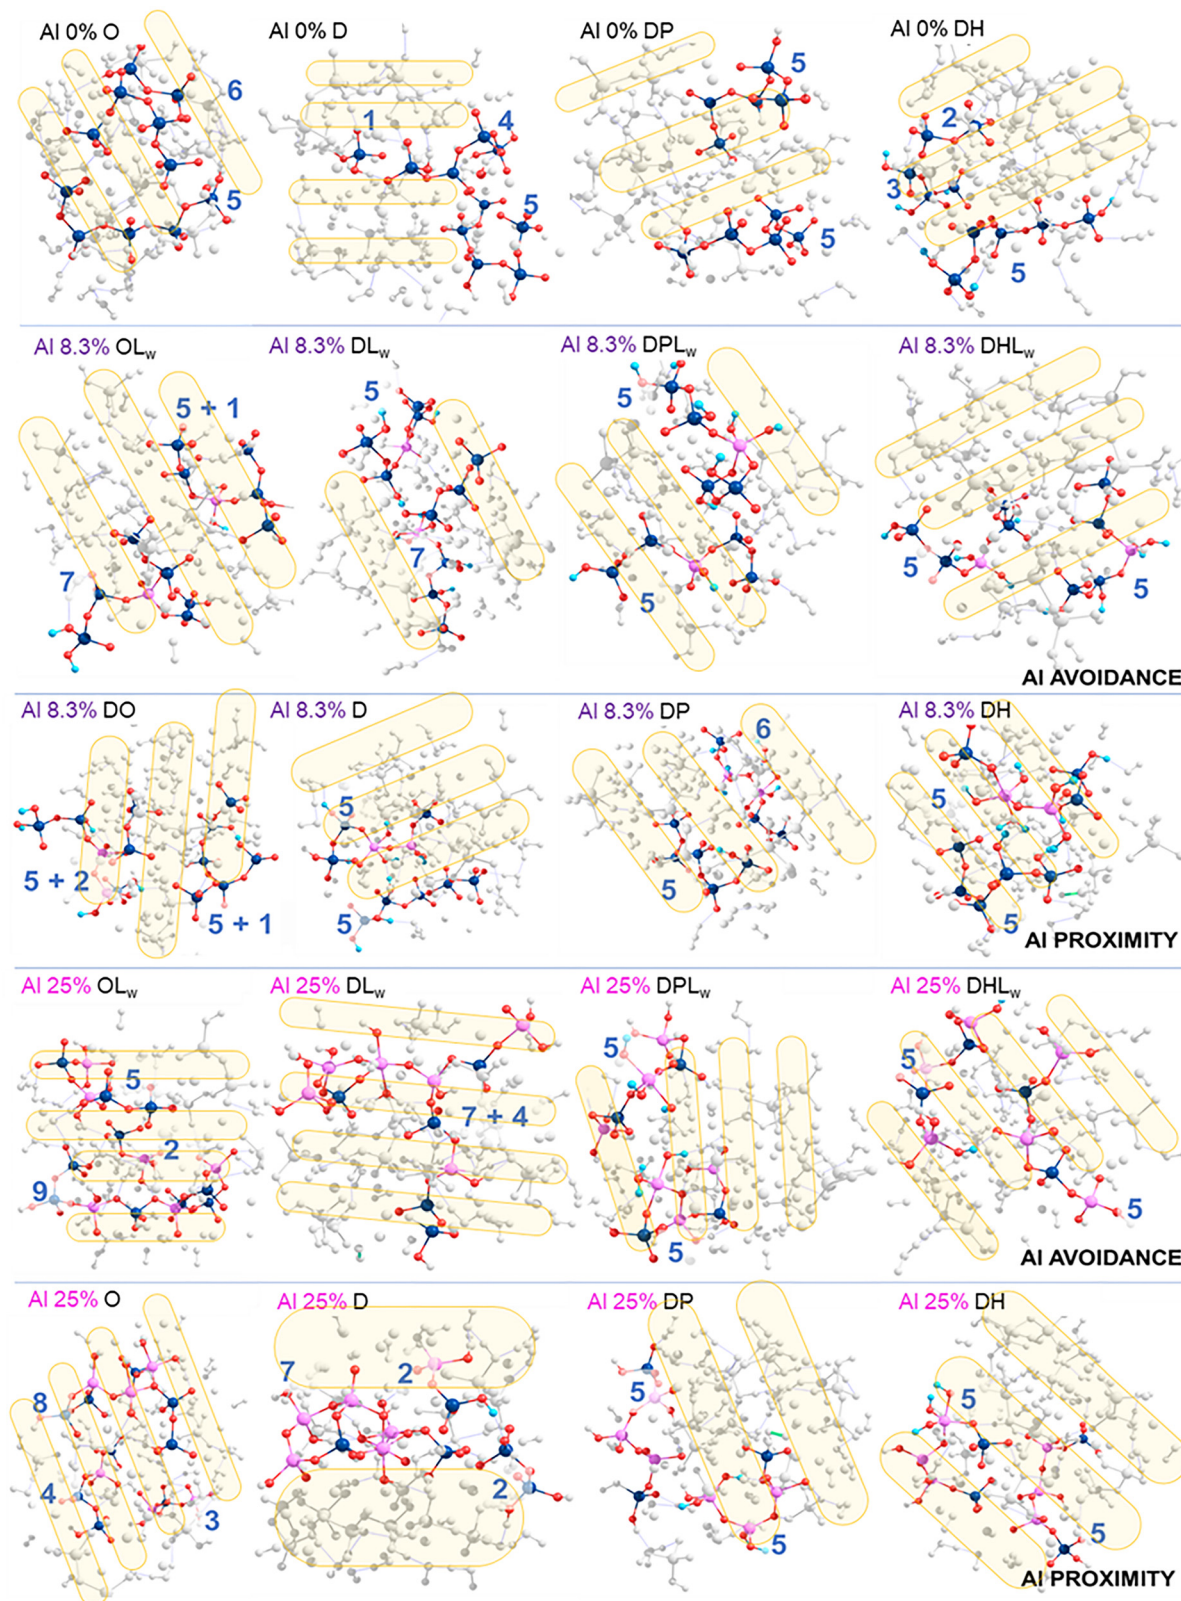 Al 0% O
Al 0% D
Al 0% DP
Al 0% DH
6
5
1
4
5
5
5
2
3
5
Al 8.3% OLw
Al 8.3% DLw
Al 8.3% DPLw
Al 8.3% DHLw
5 + 1
7
5
7
5
5
5
5
Al AVOIDANCE
Al 8.3% DO
Al 8.3% D
Al 8.3% DP
Al 8.3% DH
5 + 2
5 + 1
5
5
6
5
5
5
Al PROXIMITY
Al 25% OLw
Al 25% DLw
Al 25% DPLw
Al 25% DHLw
5
2
9
7 + 4
5
5
5
5
Al AVOIDANCE
Al 25% O
Al 25% D
Al 25% DP
Al 25% DH
8
4
3
7
2
2
5
5
5
5
Al PROXIMITY